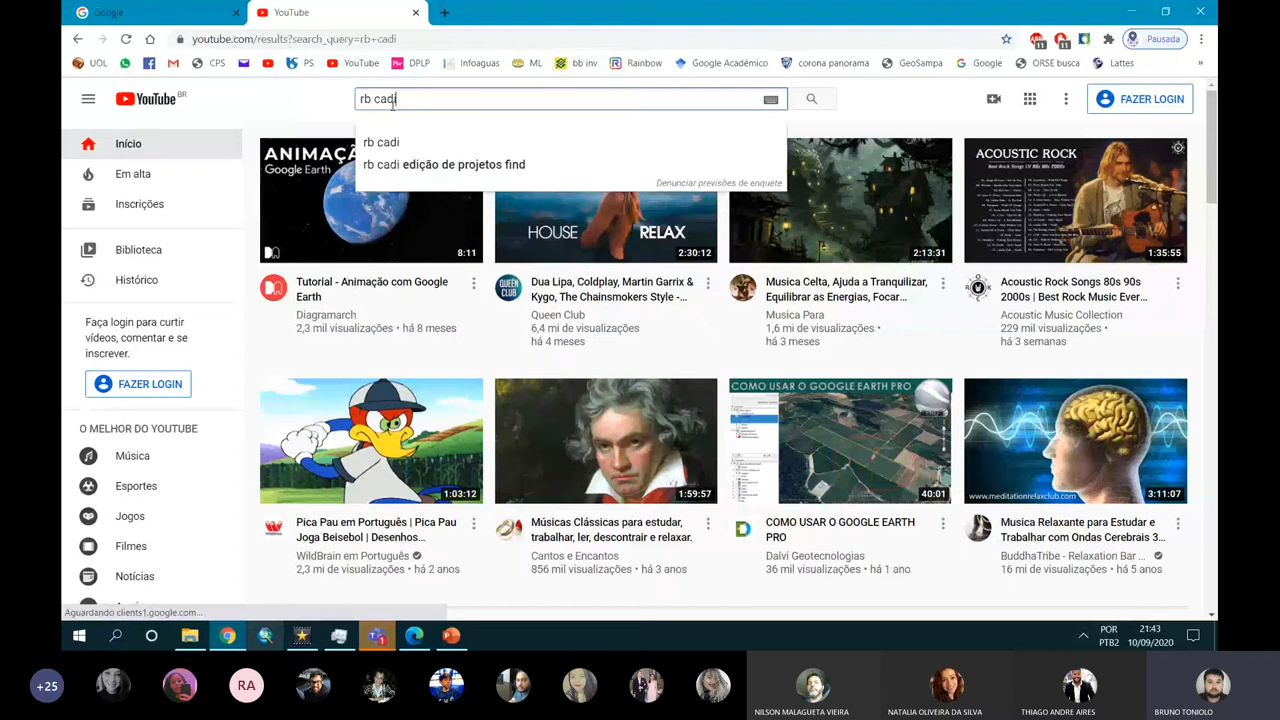 Google
YouTube
youtube.com/results?search_query=rb+cadi
11
11
Pausada
UOL
CPS
PS
YouTube
DPLP
Infoaguas
ML
bb inv
Rainbow
Google Acadêmico
corona panorama
GeoSampa
Google
ORSE busca
Lattes
YouTube BR
rb cadi
FAZER LOGIN
rb cadi
rb cadi edição de projetos find
Denunciar previsões de enquete
Início
Em alta
Inscrições
Biblioteca
Histórico
Faça login para curtir
vídeos, comentar e se
inscrever.
FAZER LOGIN
O MELHOR DO YOUTUBE
Música
Esportes
Jogos
Filmes
Notícias
ANIMAÇÃ
Google Earth
8:11
Tutorial - Animação com Google
Earth
Diagramarch
2,3 mil visualizações • há 8 meses
HOUSE RELAX
2:30:12
QUEEN CLUB
Dua Lipa, Coldplay, Martin Garrix &
Kygo, The Chainsmokers Style -...
Queen Club
6,4 mi de visualizações •
há 4 meses
2:13:31
Musica Celta, Ajuda a Tranquilizar,
Equilibrar as Energias, Focar...
Musica Para
1,6 mi de visualizações •
há 3 meses
ACOUSTIC ROCK
1:35:55
Acoustic Rock Songs 80s 90s
2000s | Best Rock Music Ever...
Acoustic Music Collection
229 mil visualizações •
há 3 semanas
1:03:12
Pica Pau em Português | Pica Pau
Joga Beisebol | Desenhos...
WildBrain em Português
2,3 mi de visualizações • há 2 anos
1:59:57
Músicas Clássicas para estudar,
trabalhar, ler, descontrair e relaxar.
Cantos e Encantos
856 mil visualizações • há 3 anos
COMO USAR O GOOGLE EARTH PRO
40:01
COMO USAR O GOOGLE EARTH
PRO
Dalvi Geotecnologias
36 mil visualizações • há 1 ano
www.meditationrelaxclub.com
3:11:07
Musica Relaxante para Estudar e
Trabalhar com Ondas Cerebrais 3...
BuddhaTribe - Relaxation Bar ...
16 mi de visualizações • há 5 anos
Aguardando clients1.google.com...
POR
PTB2
21:43
10/09/2020
+25
RA
NILSON MALAGUETA VIEIRA
NATALIA OLIVEIRA DA SILVA
THIAGO ANDRE AIRES
BRUNO TONIOLO